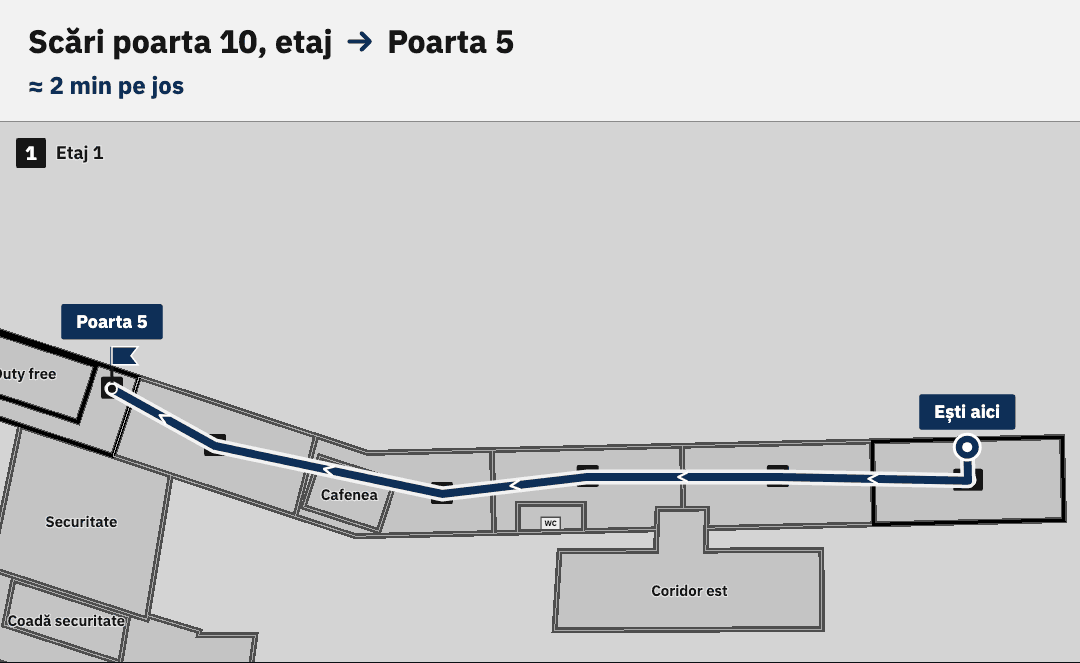 Scări poarta 10, etaj → Poarta 5
≈ 2 min pe jos
1 Etaj 1
Poarta 5
Duty free
Ești aici
Cafenea
Securitate
WC
Coridor est
Coadă securitate